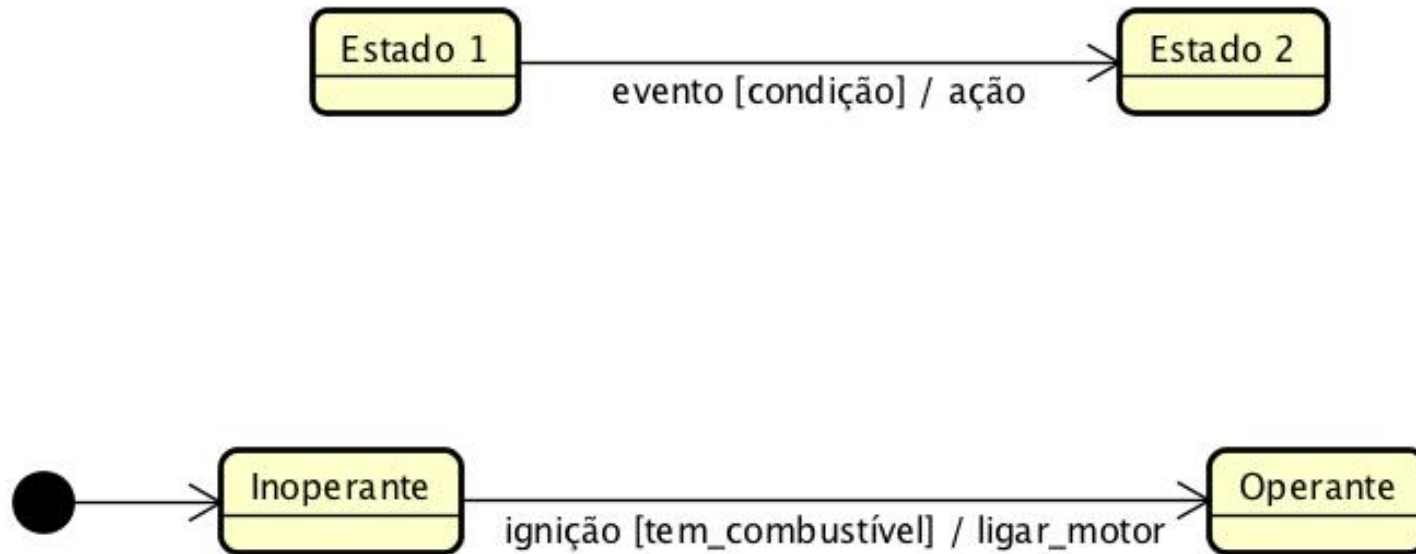 Estado 1
Estado 2
evento [condição] / ação
Inoperante
Operante
ignição [tem_combustível] / ligar_motor